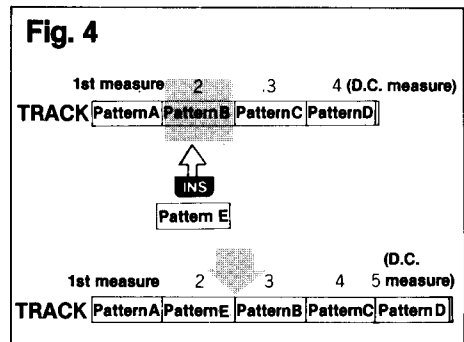 Fig. 4
1st measure 2 .3 4 (D.C. measure)
TRACK PatternA PatternB PatternC PatternD
INS
Pattern E
(D.C.
1st measure 2 3 4 5 measure)
TRACK PatternA PatternE PatternB PatternC Pattern D